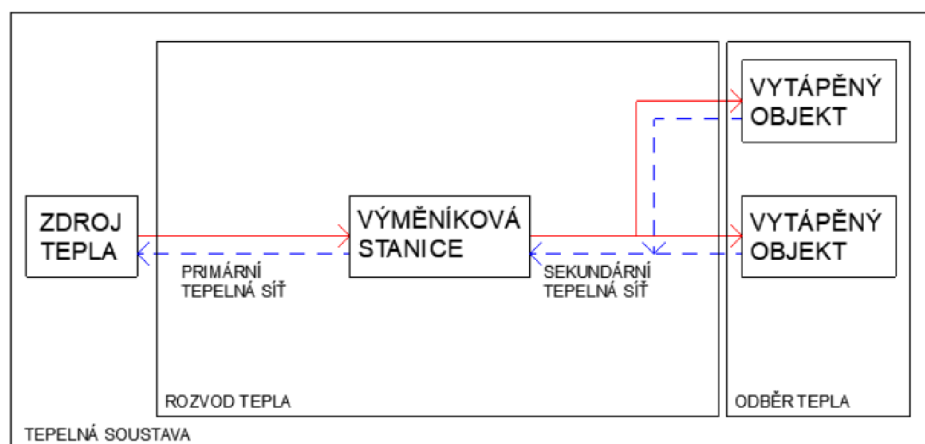 VYTÁPĚNÝ
OBJEKT
ZDROJ
TEPLA
VÝMĚNÍKOVÁ
STANICE
VYTÁPĚNÝ
OBJEKT
PRIMÁRNÍ
TEPELNÁ SÍŤ
SEKUNDÁRNÍ
TEPELNÁ SÍŤ
ROZVOD TEPLA
ODBĚR TEPLA
TEPELNÁ SOUSTAVA